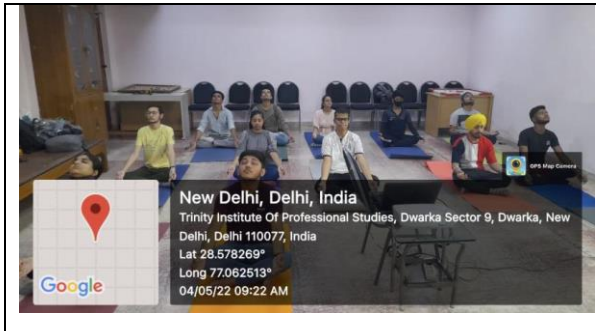 GPS Map Camera
New Delhi, Delhi, India
Trinity Institute Of Professional Studies, Dwarka Sector 9, Dwarka, New
Delhi, Delhi 110077, India
Lat 28.578269°
Long 77.062513°
04/05/22 09:22 AM
Google